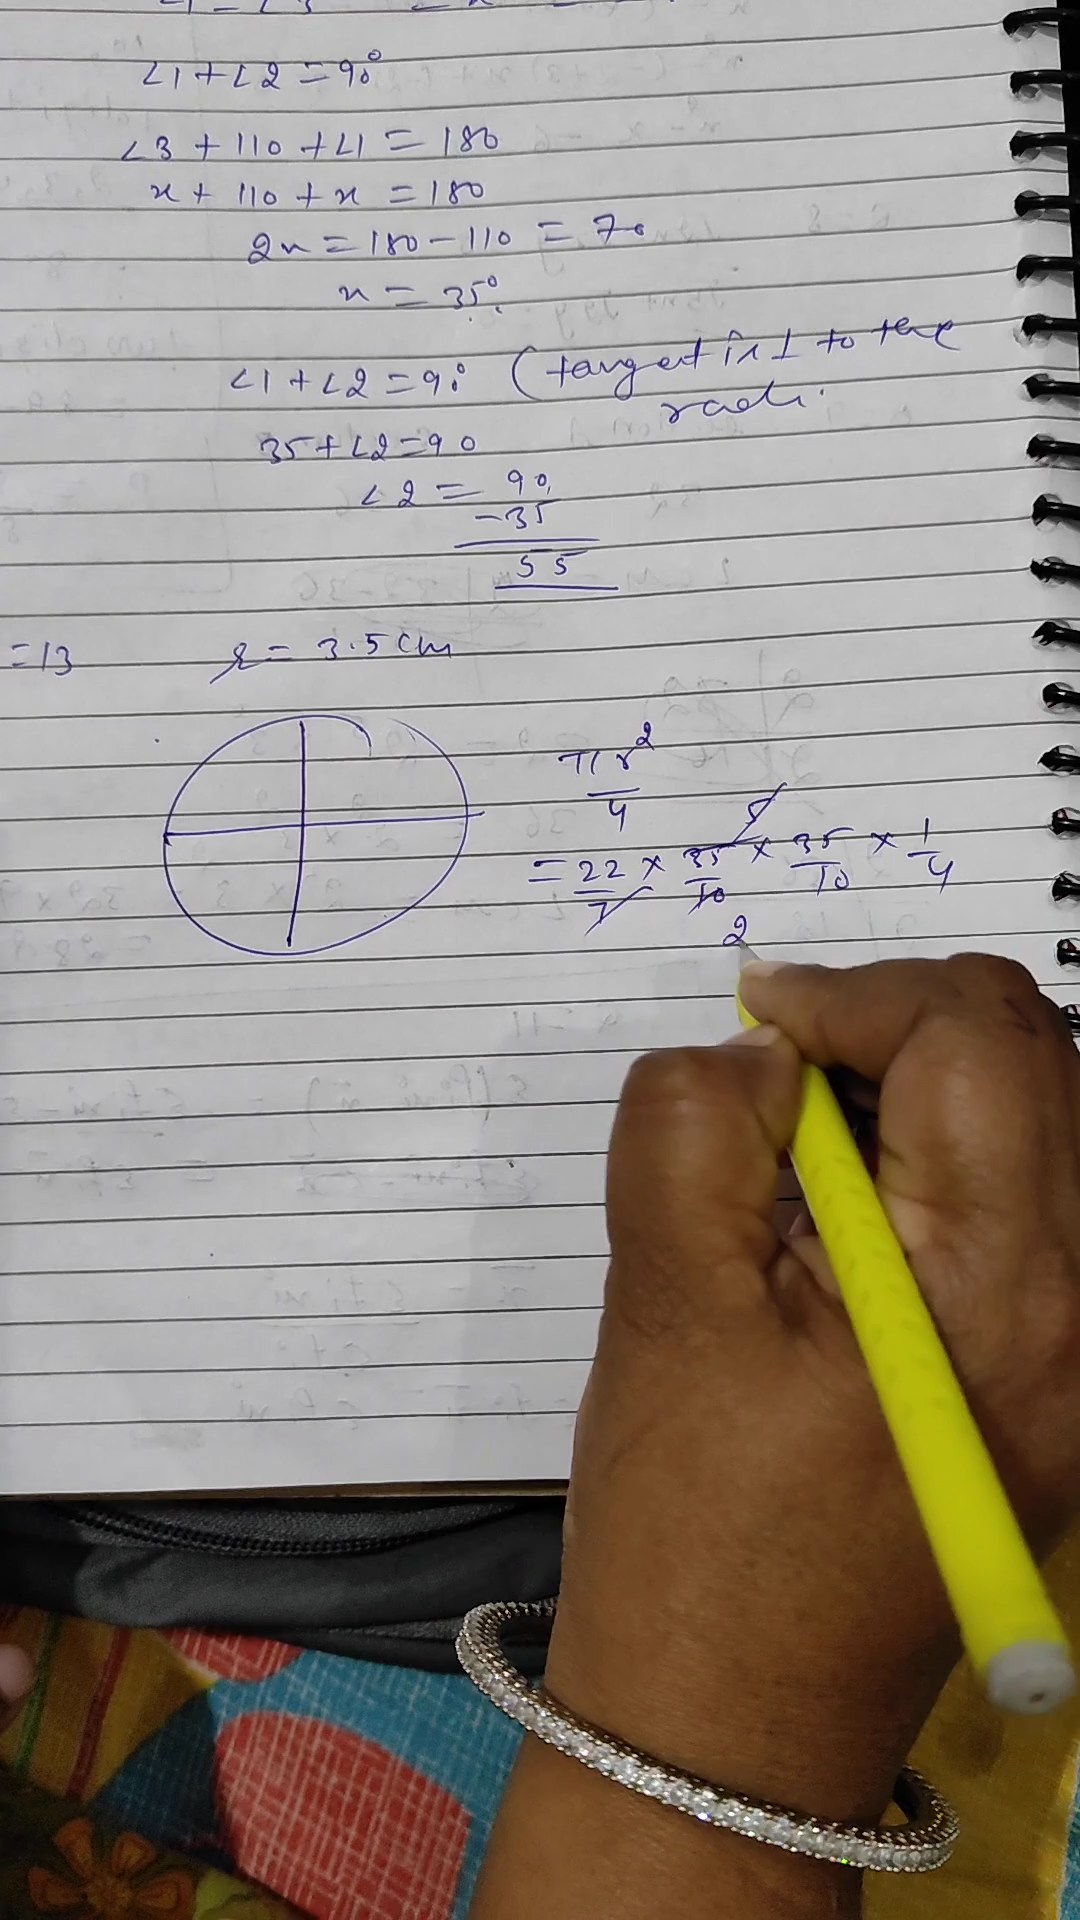 ∠1 + ∠2 = 90°
∠3 + 110 + ∠1 = 180
x + 110 + x = 180
2x = 180 - 110 = 70
x = 35°
∠1 + ∠2 = 90 (tangent is ⊥ to the
radi.
35 + ∠2 = 90
∠2 = 90
- 35
55
= 13 r = 3.5 cm
πr²
4
5
= 22/7 × 35/10 × 35/10 × 1/4
2